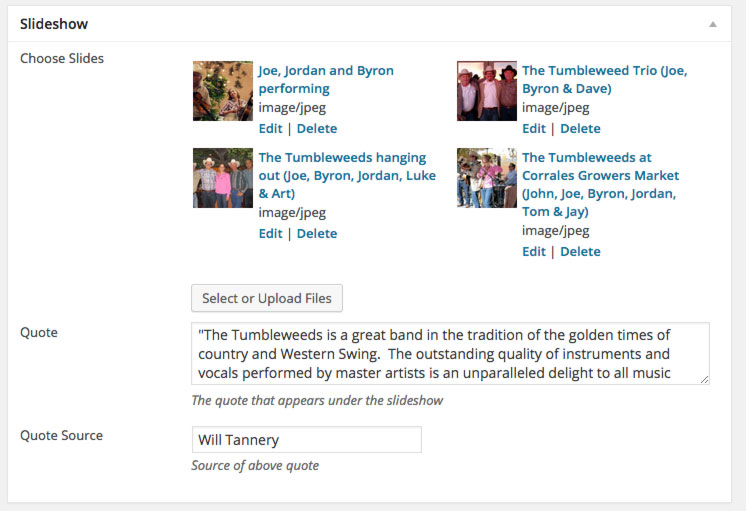 Slideshow
Choose Slides
Joe, Jordan and Byron
performing
image/jpeg
Edit | Delete
The Tumbleweed Trio (Joe,
Byron & Dave)
image/jpeg
Edit | Delete
The Tumbleweeds hanging
out (Joe, Byron, Jordan, Luke
& Art)
image/jpeg
Edit | Delete
The Tumbleweeds at
Corrales Growers Market
(John, Joe, Byron, Jordan,
Tom & Jay)
image/jpeg
Edit | Delete
Select or Upload Files
Quote
"The Tumbleweeds is a great band in the tradition of the golden times of
country and Western Swing.  The outstanding quality of instruments and
vocals performed by master artists is an unparalleled delight to all music
The quote that appears under the slideshow
Quote Source
Will Tannery
Source of above quote